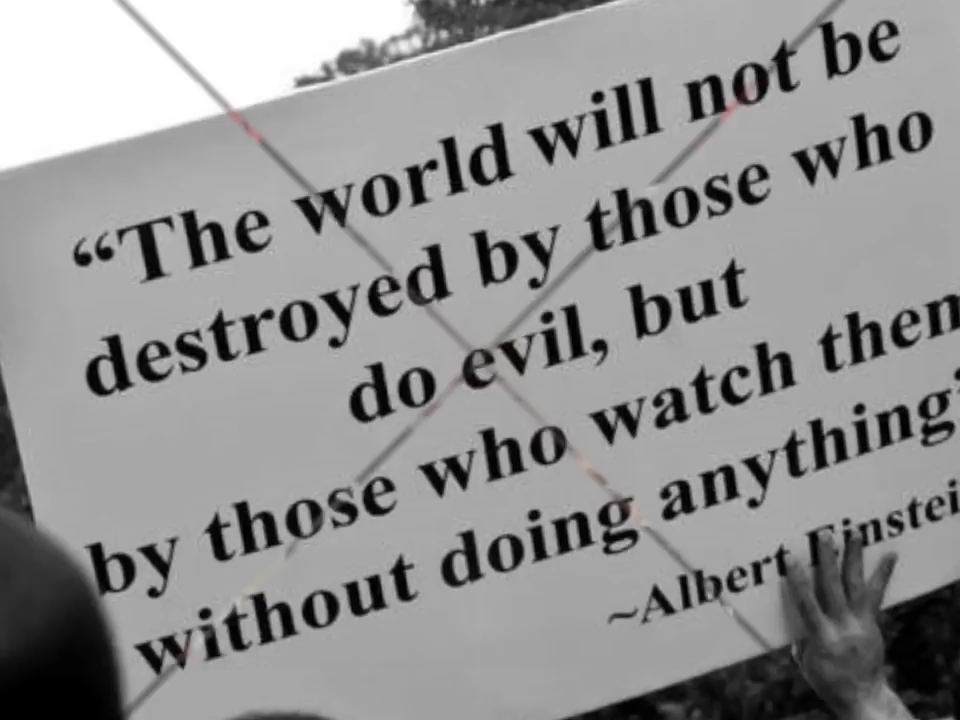 “The world will not be
destroyed by those who
do evil, but
by those who watch them
without doing anything”
~Albert Einstei